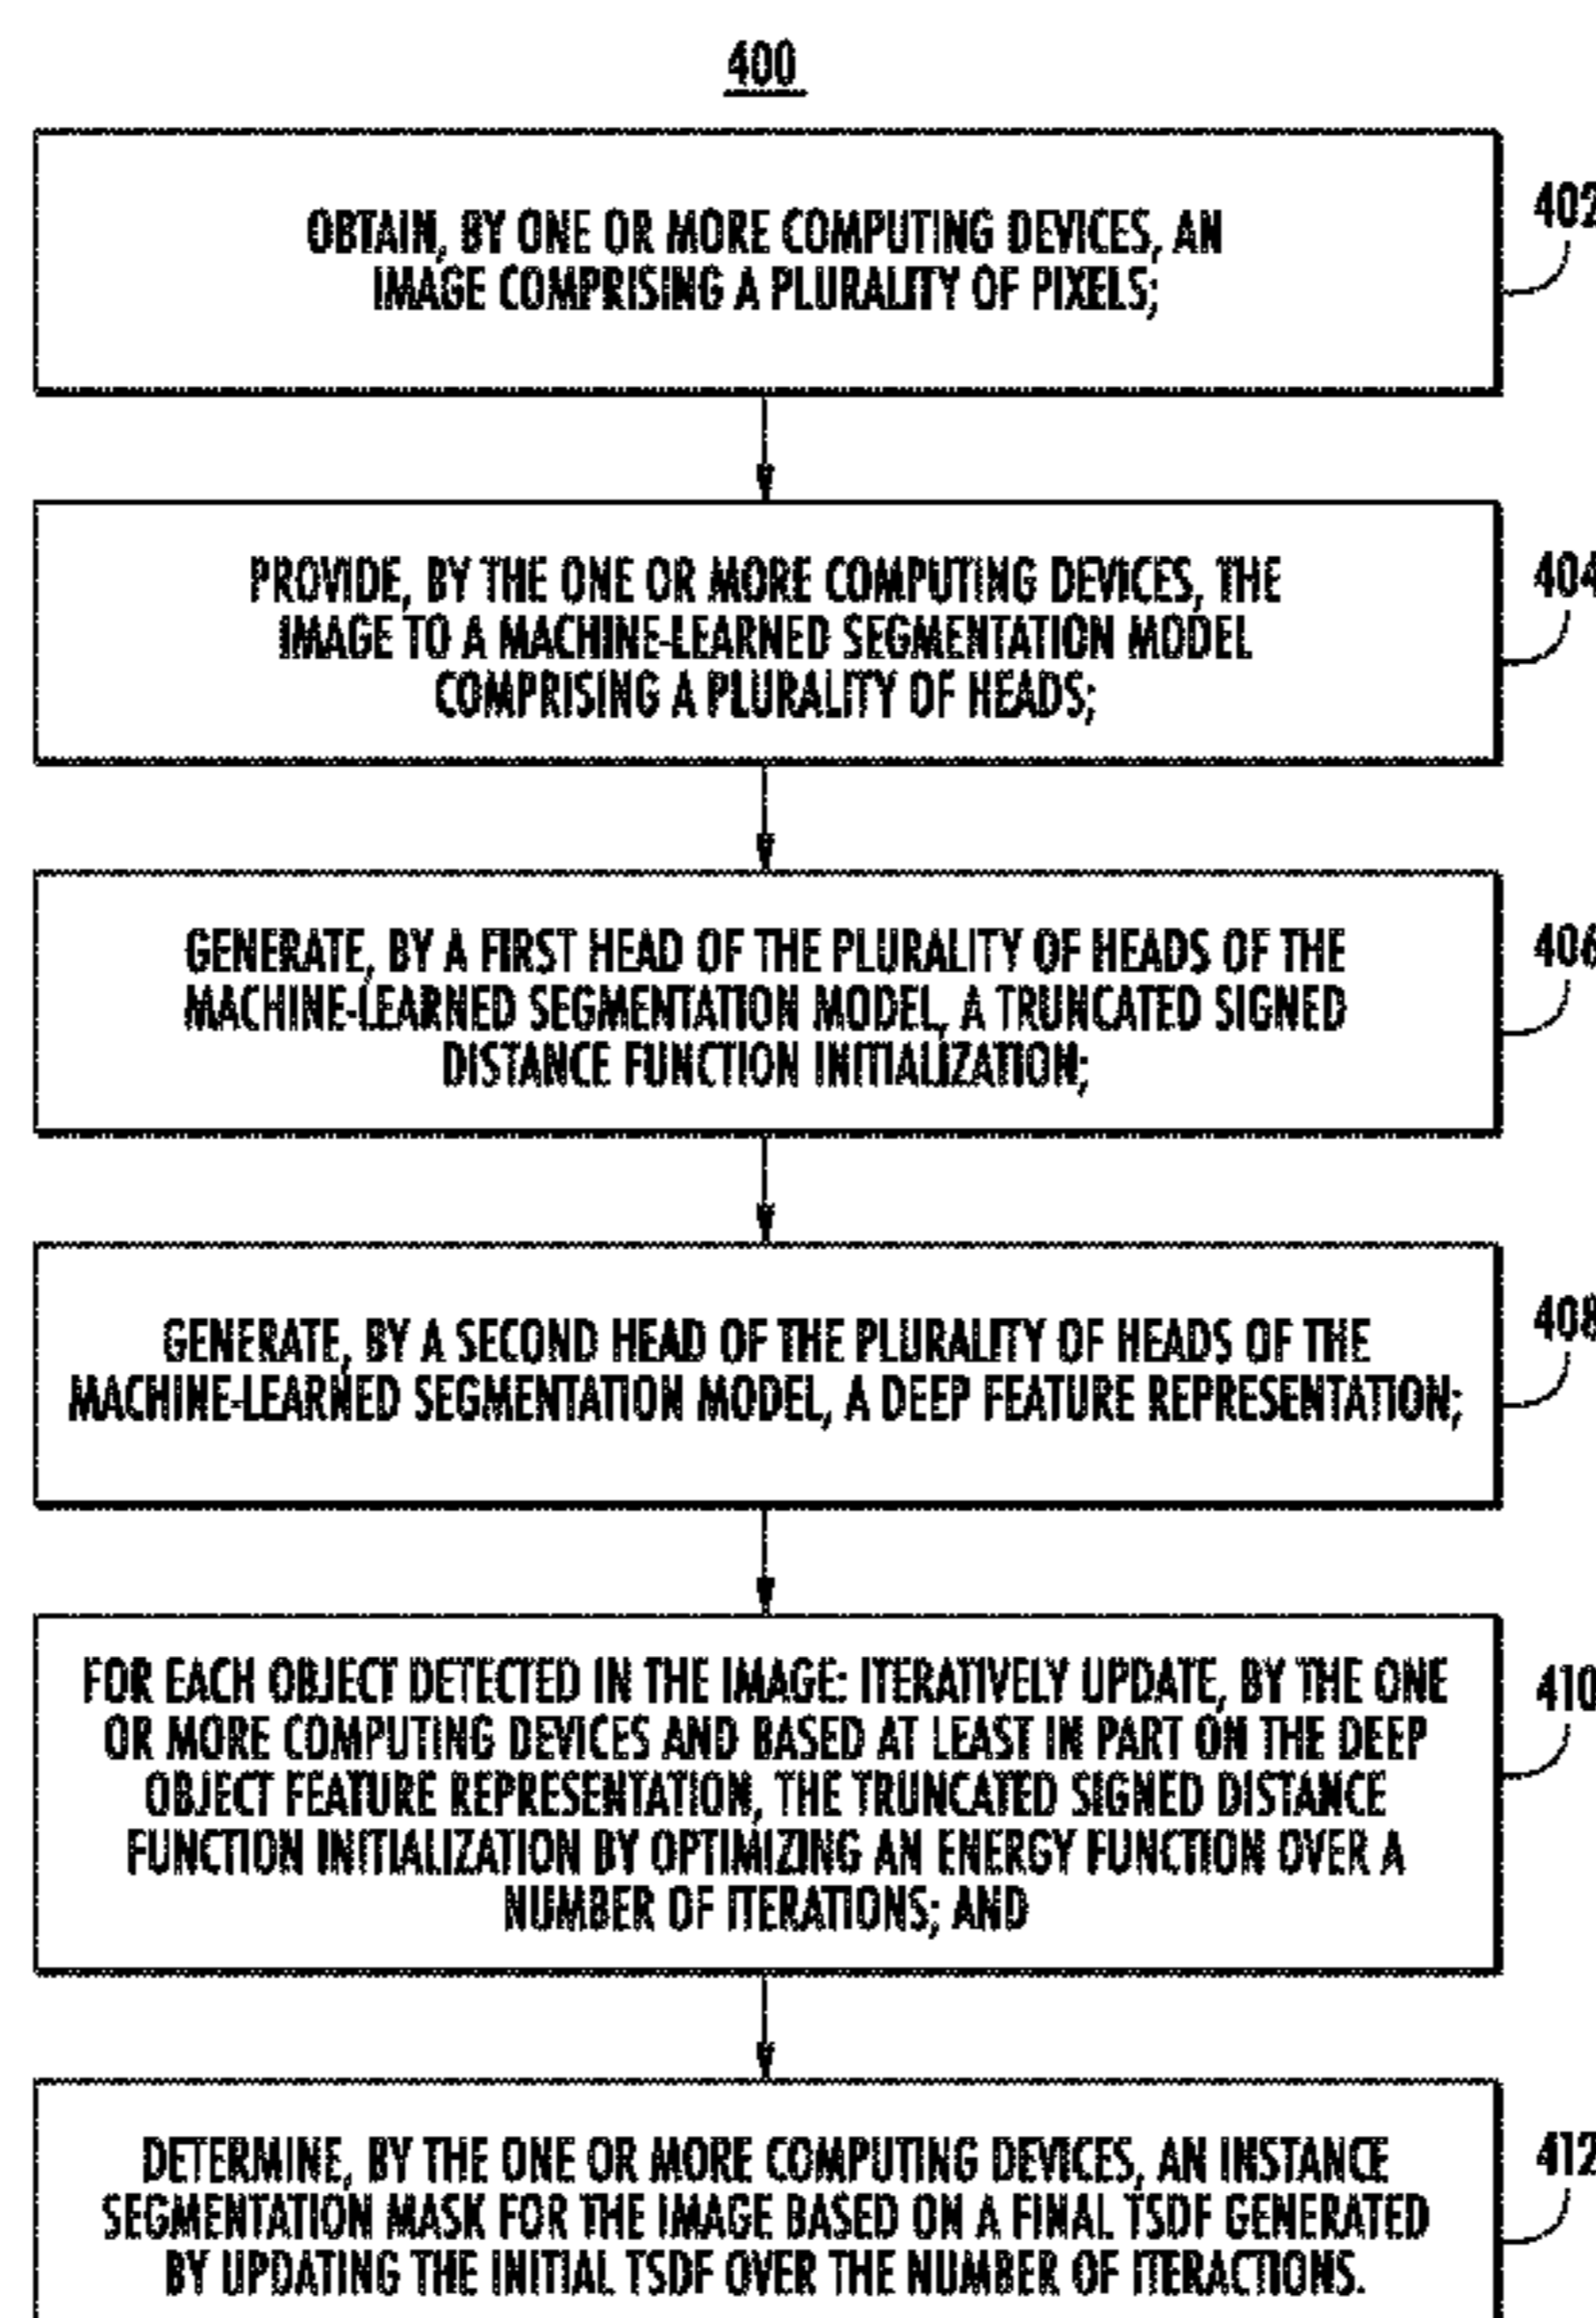 400
OBTAIN, BY ONE OR MORE COMPUTING DEVICES, AN
IMAGE COMPRISING A PLURALITY OF PIXELS;
402
PROVIDE, BY THE ONE OR MORE COMPUTING DEVICES, THE
IMAGE TO A MACHINE-LEARNED SEGMENTATION MODEL
COMPRISING A PLURALITY OF HEADS;
404
GENERATE, BY A FIRST HEAD OF THE PLURALITY OF HEADS OF THE
MACHINE-LEARNED SEGMENTATION MODEL, A TRUNCATED SIGNED
DISTANCE FUNCTION INITIALIZATION;
406
GENERATE, BY A SECOND HEAD OF THE PLURALITY OF HEADS OF THE
MACHINE-LEARNED SEGMENTATION MODEL, A DEEP FEATURE REPRESENTATION;
408
FOR EACH OBJECT DETECTED IN THE IMAGE: ITERATIVELY UPDATE, BY THE ONE
OR MORE COMPUTING DEVICES AND BASED AT LEAST IN PART ON THE DEEP
OBJECT FEATURE REPRESENTATION, THE TRUNCATED SIGNED DISTANCE
FUNCTION INITIALIZATION BY OPTIMIZING AN ENERGY FUNCTION OVER A
NUMBER OF ITERATIONS; AND
410
DETERMINE, BY THE ONE OR MORE COMPUTING DEVICES, AN INSTANCE
SEGMENTATION MASK FOR THE IMAGE BASED ON A FINAL TSDF GENERATED
BY UPDATING THE INITIAL TSDF OVER THE NUMBER OF ITERACTIONS.
412